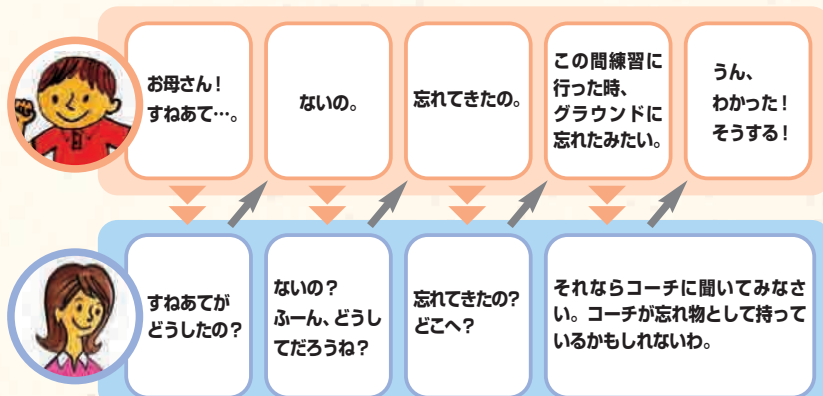 お母さん!
すねあて…。
すねあてが
どうしたの?
ないの。
ないの?
ふーん、どうし
てだろうね?
忘れてきたの。
忘れてきたの?
どこへ?
この間練習に
行った時、
グラウンドに
忘れたみたい。
それならコーチに聞いてみなさ
い。コーチが忘れ物として持って
いるかもしれないわ。
うん、
わかった!
そうする!